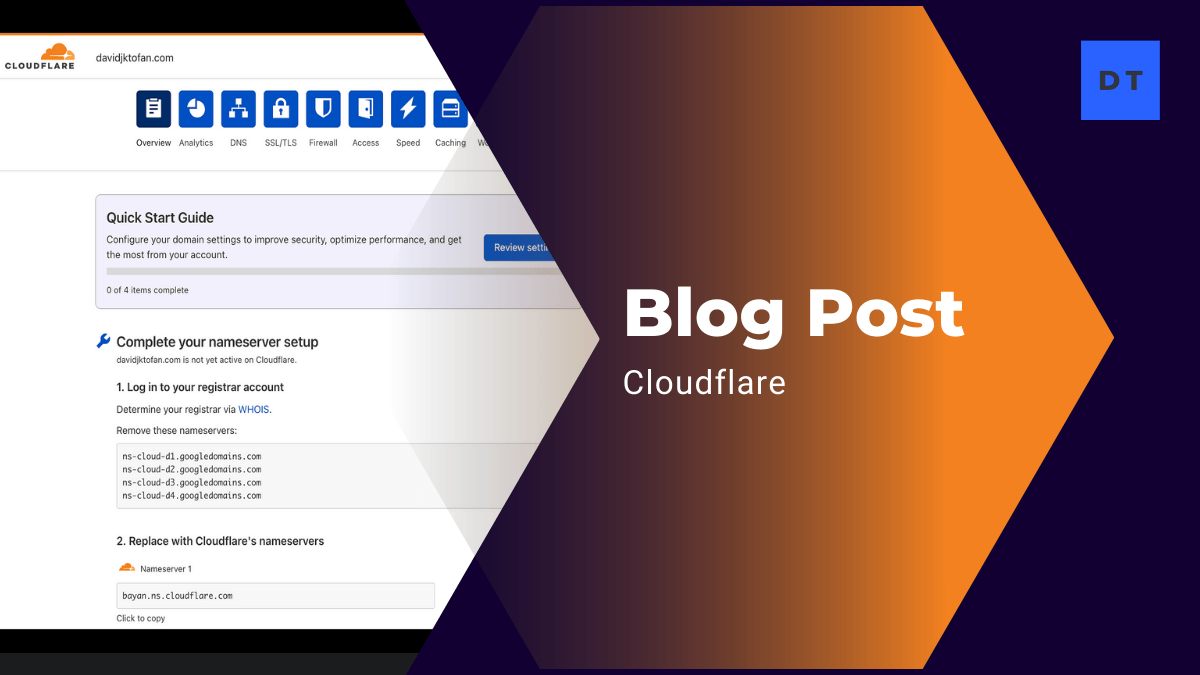 CLOUDFLARE
davidjktofan.com
Overview Analytics DNS SSL/TLS Firewall Access Speed Caching
Quick Start Guide
Configure your domain settings to improve security, optimize performance, and get
the most from your account.
Review
0 of 4 items complete
Complete your nameserver setup
davidjktofan.com is not yet active on Cloudflare.
1. Log in to your registrar account
Determine your registrar via WHOIS.
Remove these nameservers:
ns-cloud-d1.googledomains.com
ns-cloud-d2.googledomains.com
ns-cloud-d3.googledomains.com
ns-cloud-d4.googledomains.com
2. Replace with Cloudflare's nameservers
Nameserver 1
bayan.ns.cloudflare.com
Click to copy
Blog Post
Cloudflare
DT